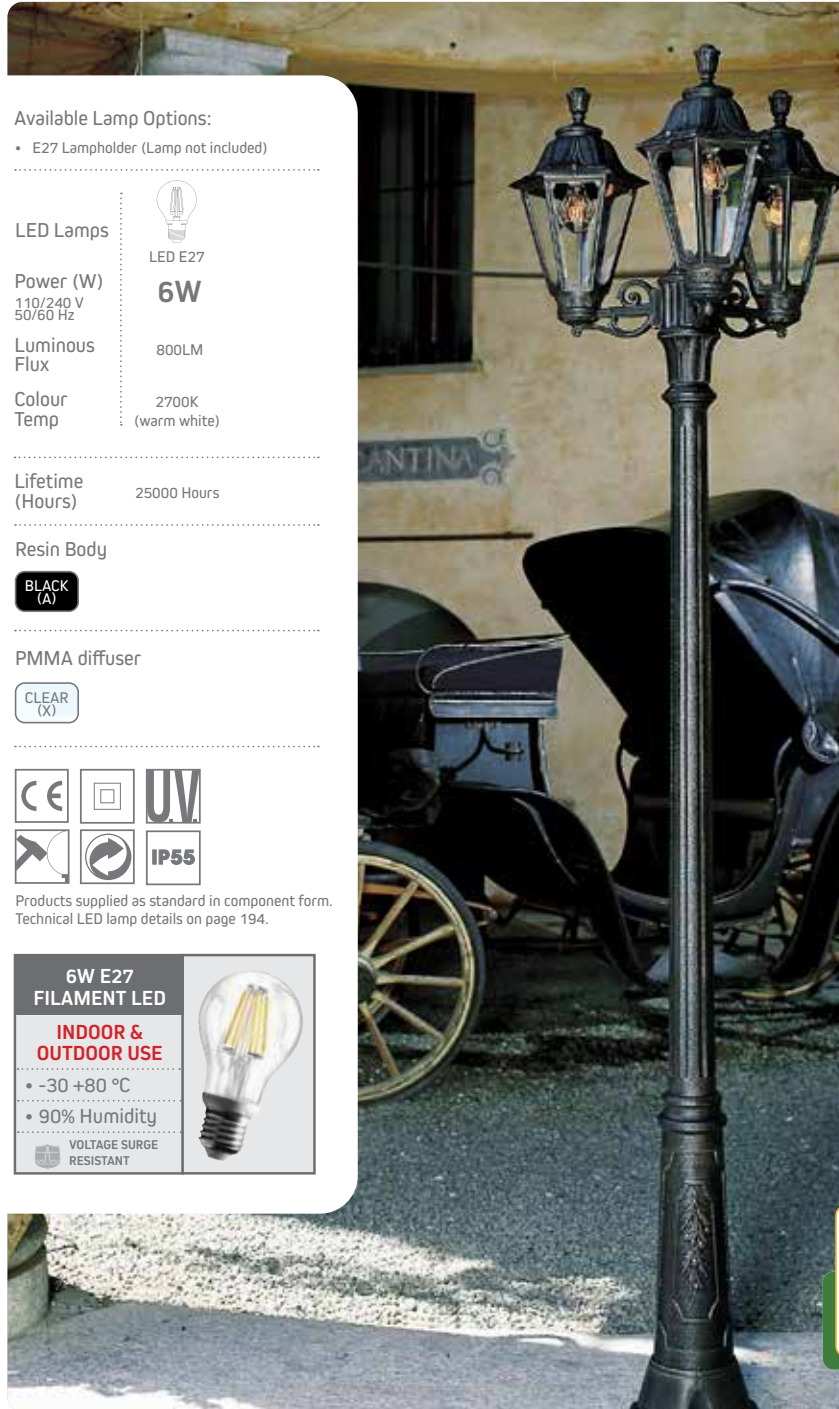 Available Lamp Options:
• E27 Lampholder (Lamp not included)
LED Lamps
LED E27
Power (W)
110/240 V
50/60 Hz
6W
Luminous
Flux
800LM
Colour
Temp
2700K
(warm white)
Lifetime
(Hours)
25000 Hours
Resin Body
BLACK
(A)
PMMA diffuser
CLEAR
(X)
CE
U.V.
IP55
Products supplied as standard in component form.
Technical LED lamp details on page 194.
6W E27
FILAMENT LED
INDOOR &
OUTDOOR USE
• -30 +80 °C
• 90% Humidity
VOLTAGE SURGE
RESISTANT
ANTINA